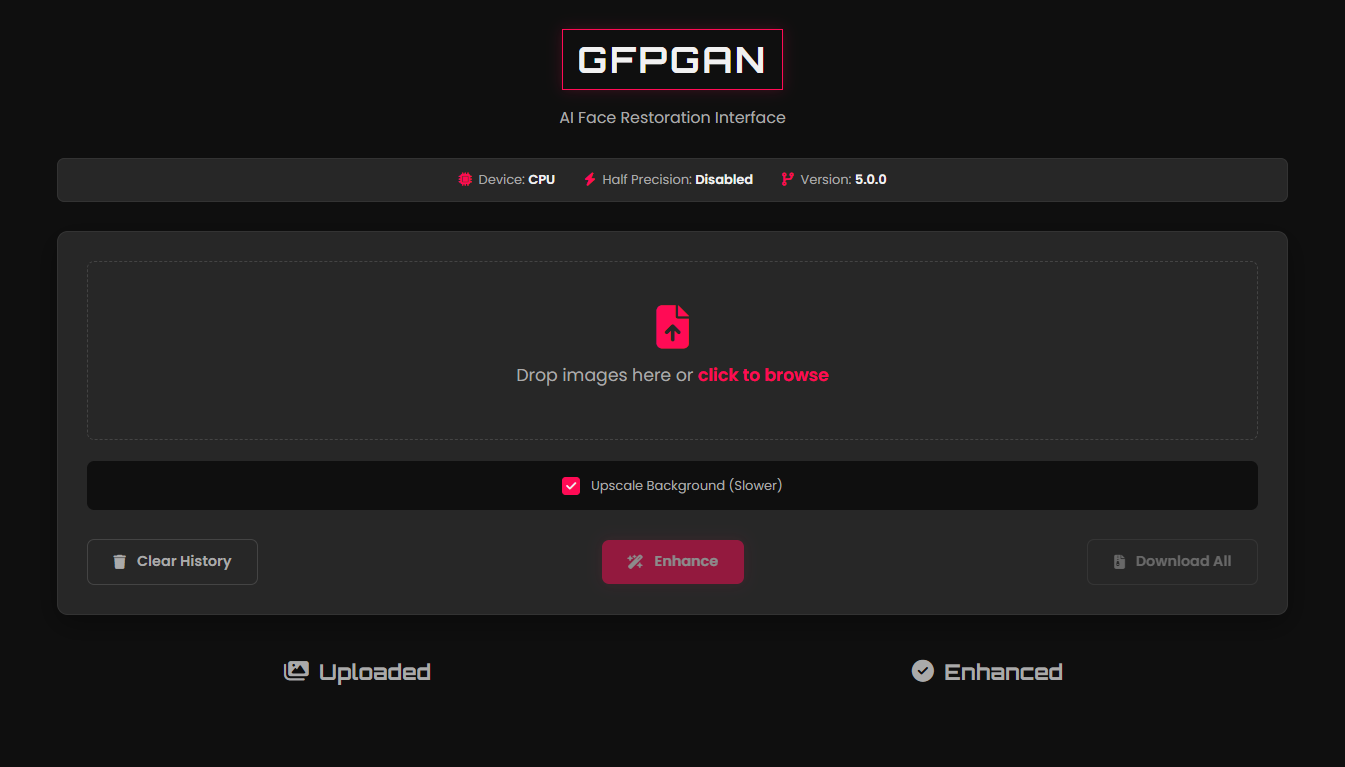 GFPGAN
AI Face Restoration Interface
Device: CPU Half Precision: Disabled Version: 5.0.0
Drop images here or click to browse
Upscale Background (Slower)
Clear History Enhance Download All
Uploaded Enhanced